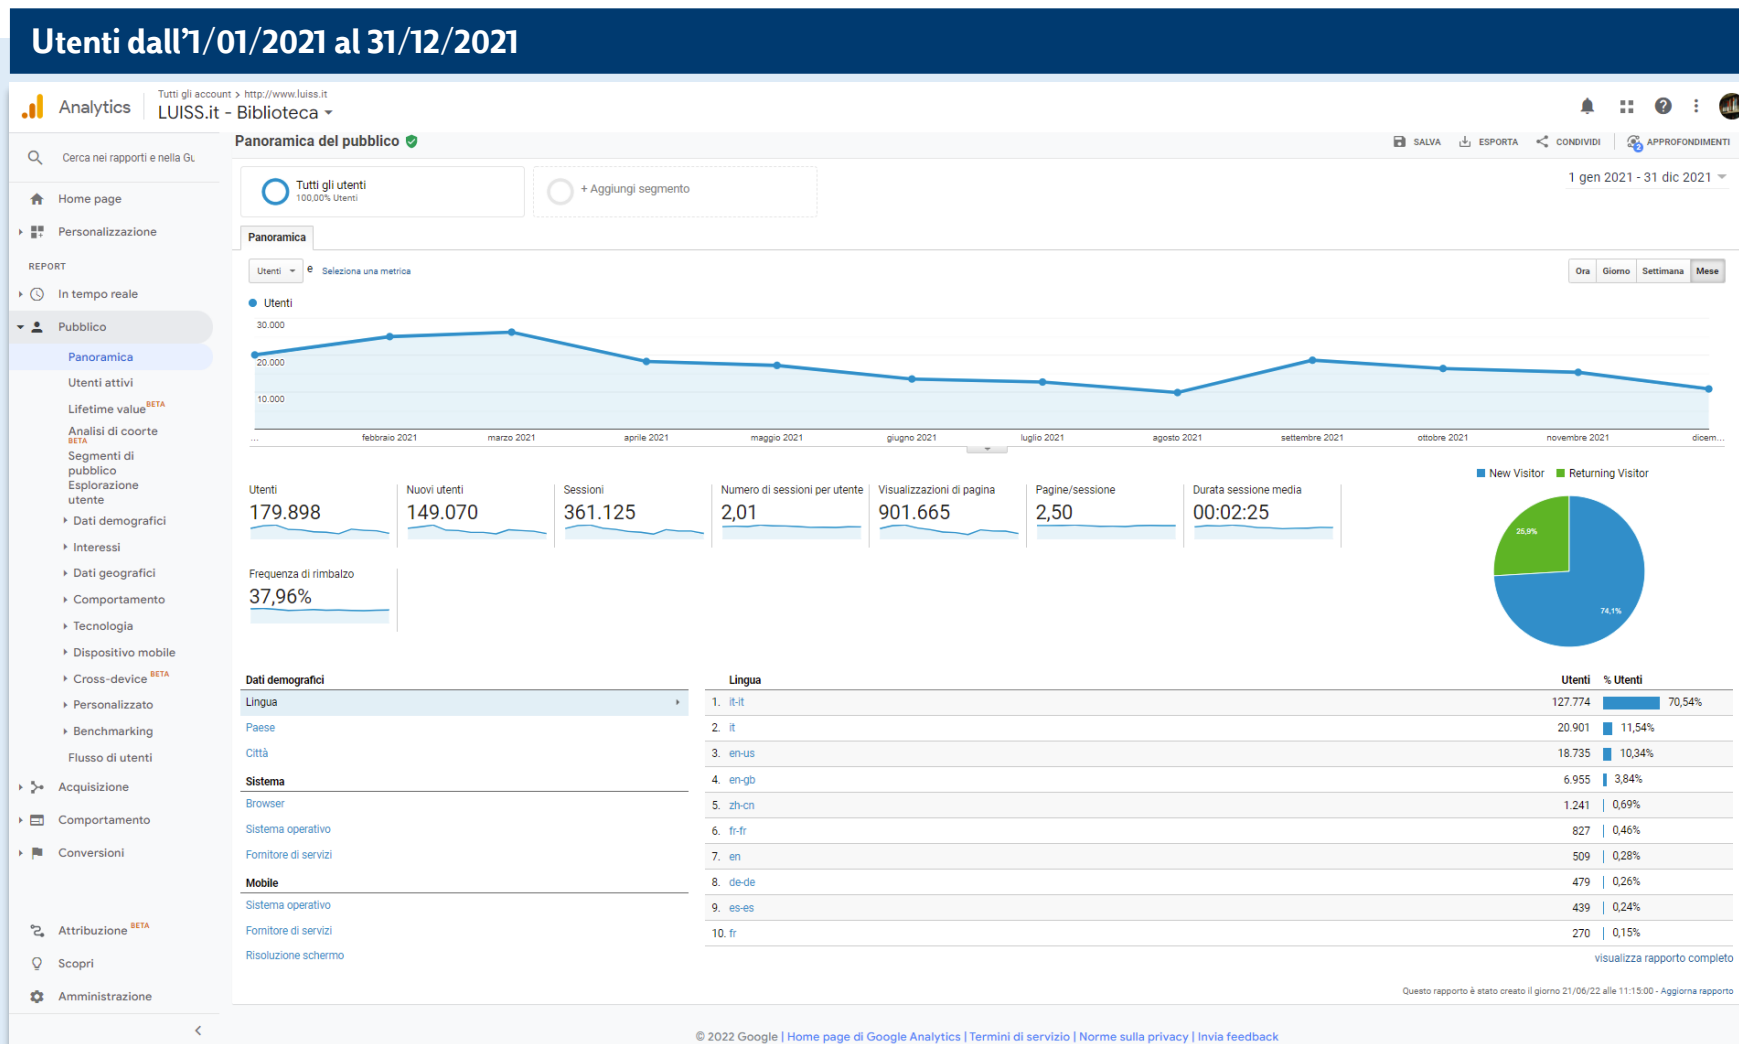 Utenti dall'1/01/2021 al 31/12/2021
Analytics
Tutti gli account > http://www.luiss.it
LUISS.it - Biblioteca
Cerca nei rapporti e nella Gu
Home page
Personalizzazione
REPORT
In tempo reale
Pubblico
Panoramica
Utenti attivi
Lifetime value BETA
Analisi di coorte
BETA
Segmenti di
pubblico
Esplorazione
utente
Dati demografici
Interessi
Dati geografici
Comportamento
Tecnologia
Dispositivo mobile
Cross-device BETA
Personalizzato
Benchmarking
Flusso di utenti
Acquisizione
Comportamento
Conversioni
Attribuzione BETA
Scopri
Amministrazione
Panoramica del pubblico
SALVA ESPORTA CONDIVIDI 2 APPROFONDIMENTI
Tutti gli utenti
100,00% Utenti
+ Aggiungi segmento
1 gen 2021 - 31 dic 2021
Panoramica
Utenti e Seleziona una metrica
Ora Giorno Settimana Mese
Utenti
30.000
20.000
10.000
... febbraio 2021 marzo 2021 aprile 2021 maggio 2021 giugno 2021 luglio 2021 agosto 2021 settembre 2021 ottobre 2021 novembre 2021 dicem...
New Visitor Returning Visitor
Utenti Nuovi utenti Sessioni Numero di sessioni per utente Visualizzazioni di pagina Pagine/sessione Durata sessione media
179.898 149.070 361.125 2,01 901.665 2,50 00:02:25
25,9%
74,1%
Frequenza di rimbalzo
37,96%
Dati demografici
Lingua
Paese
Città
Sistema
Browser
Sistema operativo
Fornitore di servizi
Mobile
Sistema operativo
Fornitore di servizi
Risoluzione schermo
Lingua Utenti % Utenti
1. it-it 127.774 70,54%
2. it 20.901 11,54%
3. en-us 18.735 10,34%
4. en-gb 6.955 3,84%
5. zh-cn 1.241 0,69%
6. fr-fr 827 0,46%
7. en 509 0,28%
8. de-de 479 0,26%
9. es-es 439 0,24%
10. fr 270 0,15%
visualizza rapporto completo
Questo rapporto è stato creato il giorno 21/06/22 alle 11:15:00 - Aggiorna rapporto
© 2022 Google | Home page di Google Analytics | Termini di servizio | Norme sulla privacy | Invia feedback